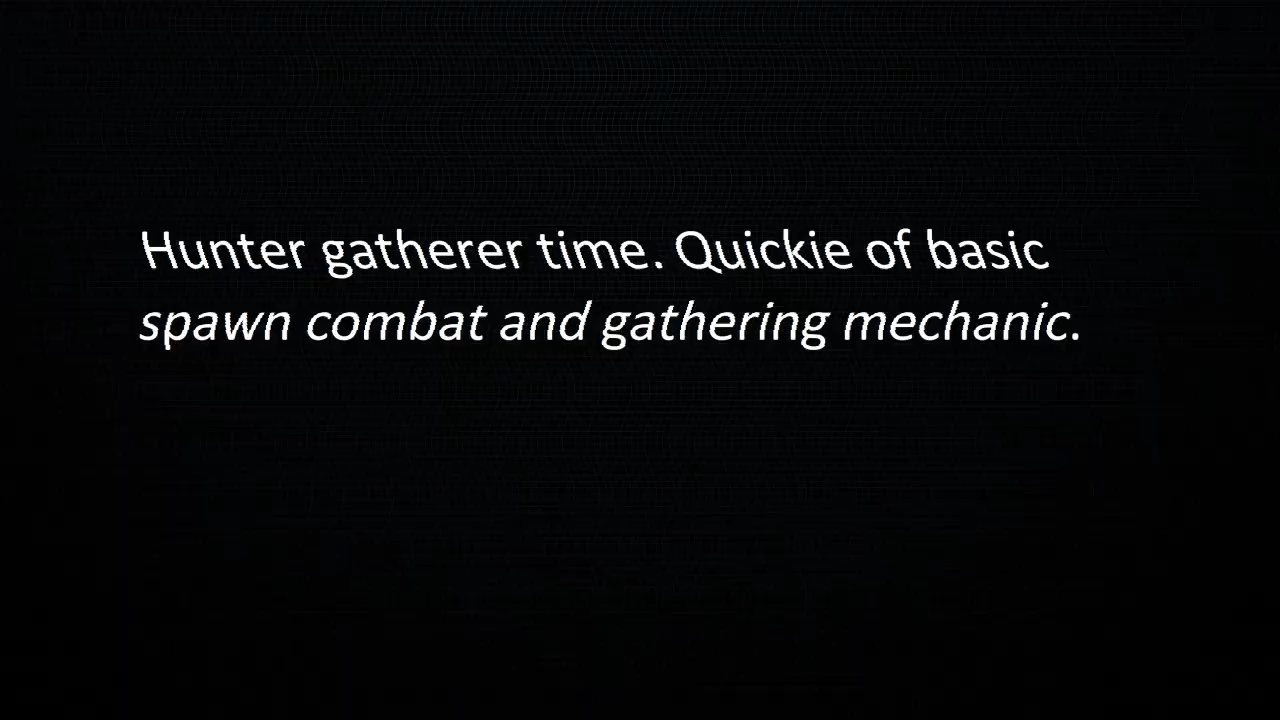 Hunter gatherer time. Quickie of basic
spawn combat and gathering mechanic.